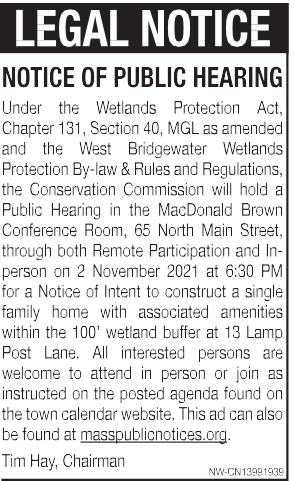 LEGAL NOTICE
NOTICE OF PUBLIC HEARING
Under the Wetlands Protection Act,
Chapter 131, Section 40, MGL as amended
and the West Bridgewater Wetlands
Protection By-law & Rules and Regulations,
the Conservation Commission will hold a
Public Hearing in the MacDonald Brown
Conference Room, 65 North Main Street,
through both Remote Participation and In-
person on 2 November 2021 at 6:30 PM
for a Notice of Intent to construct a single
family home with associated amenities
within the 100' wetland buffer at 13 Lamp
Post Lane. All interested persons are
welcome to attend in person or join as
instructed on the posted agenda found on
the town calendar website. This ad can also
be found at masspublicnotices.org.
Tim Hay, Chairman
NW-CN13991939